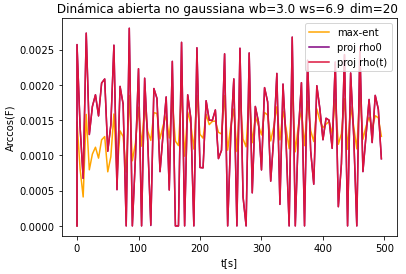 Dinámica abierta no gaussiana wb=3.0 ws=6.9 dim=20
max-ent
proj rho0
proj rho(t)
Arccos(F)
0.0025
0.0020
0.0015
0.0010
0.0005
0.0000
0
100
200
300
400
500
t[s]